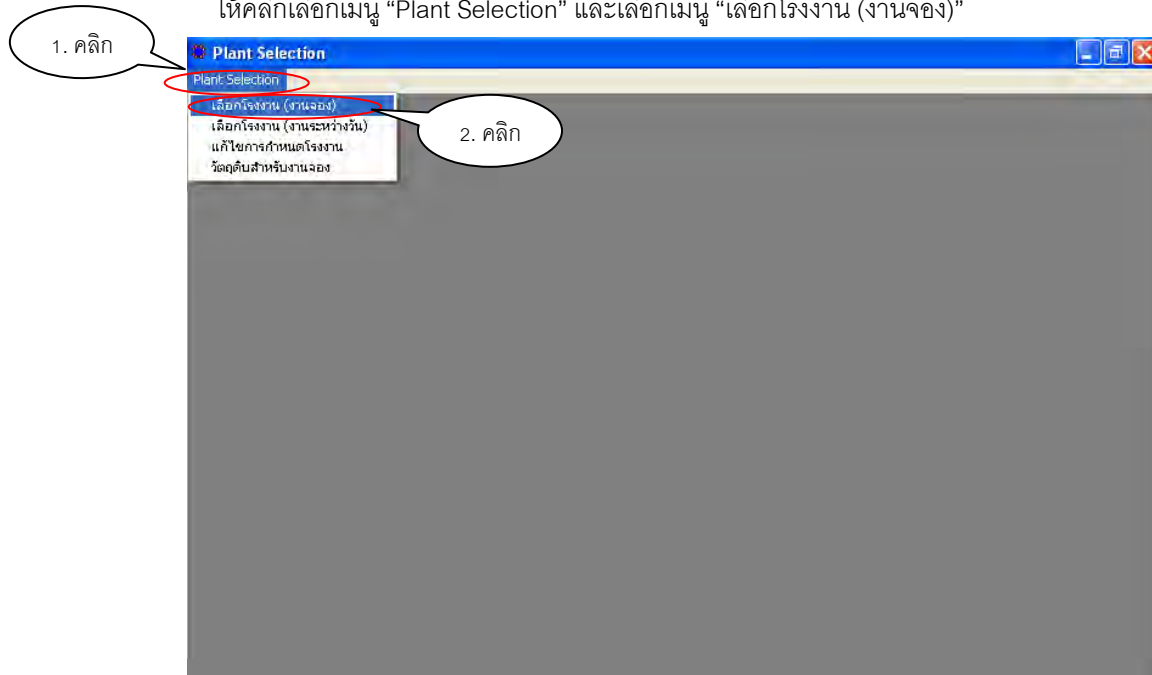 ให้คลิกเลือกเมนู “Plant Selection” และเลือกเมนู “เลือกโรงงาน (งานจอง)”
1. คลิก
Plant Selection
Plant Selection
เลือกโรงงาน (งานจอง)
เลือกโรงงาน (งานระหว่างวัน)
2. คลิก
แก้ไขการกำหนดโรงงาน
วัตถุดิบสำหรับงานจอง